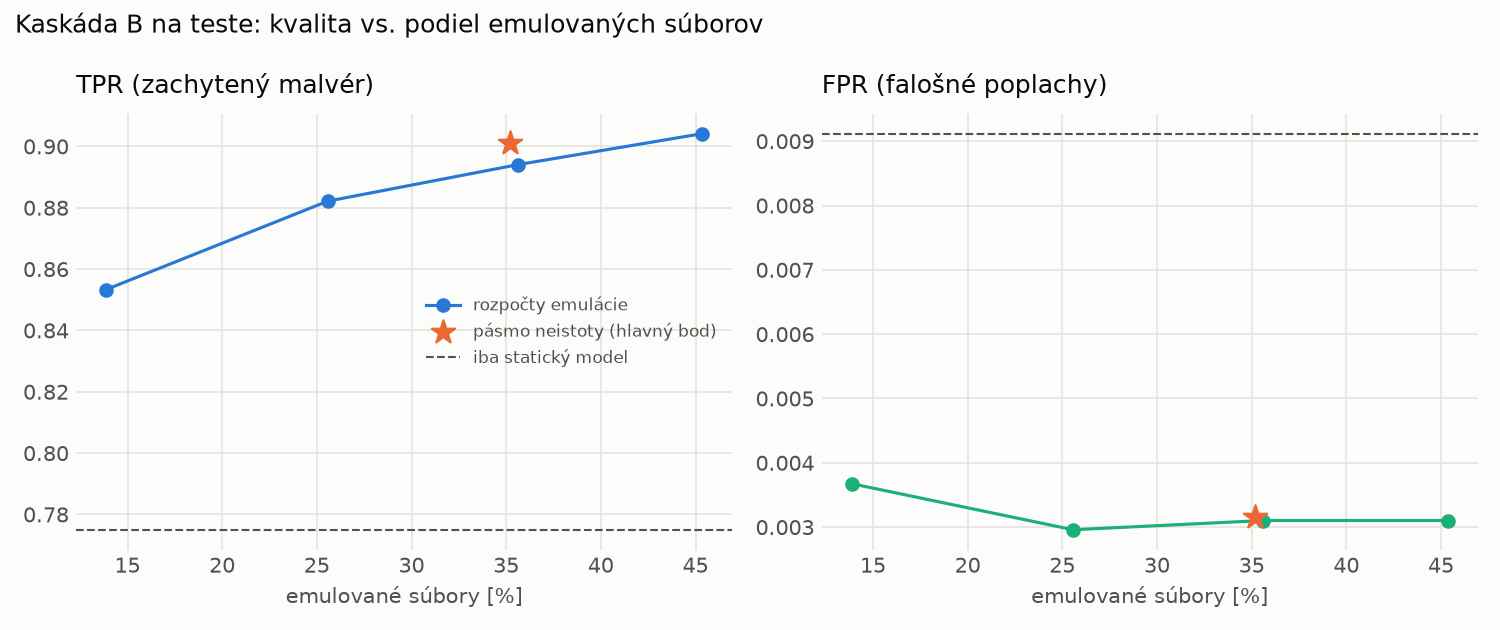 Kaskáda B na teste: kvalita vs. podiel emulovaných súborov
TPR (zachytený malvér)
0.90
0.88
0.86
0.84
0.82
0.80
0.78
rozpočty emulácie
pásmo neistoty (hlavný bod)
iba statický model
15 20 25 30 35 40 45
emulované súbory [%]
FPR (falošné poplachy)
0.009
0.008
0.007
0.006
0.005
0.004
0.003
15 20 25 30 35 40 45
emulované súbory [%]